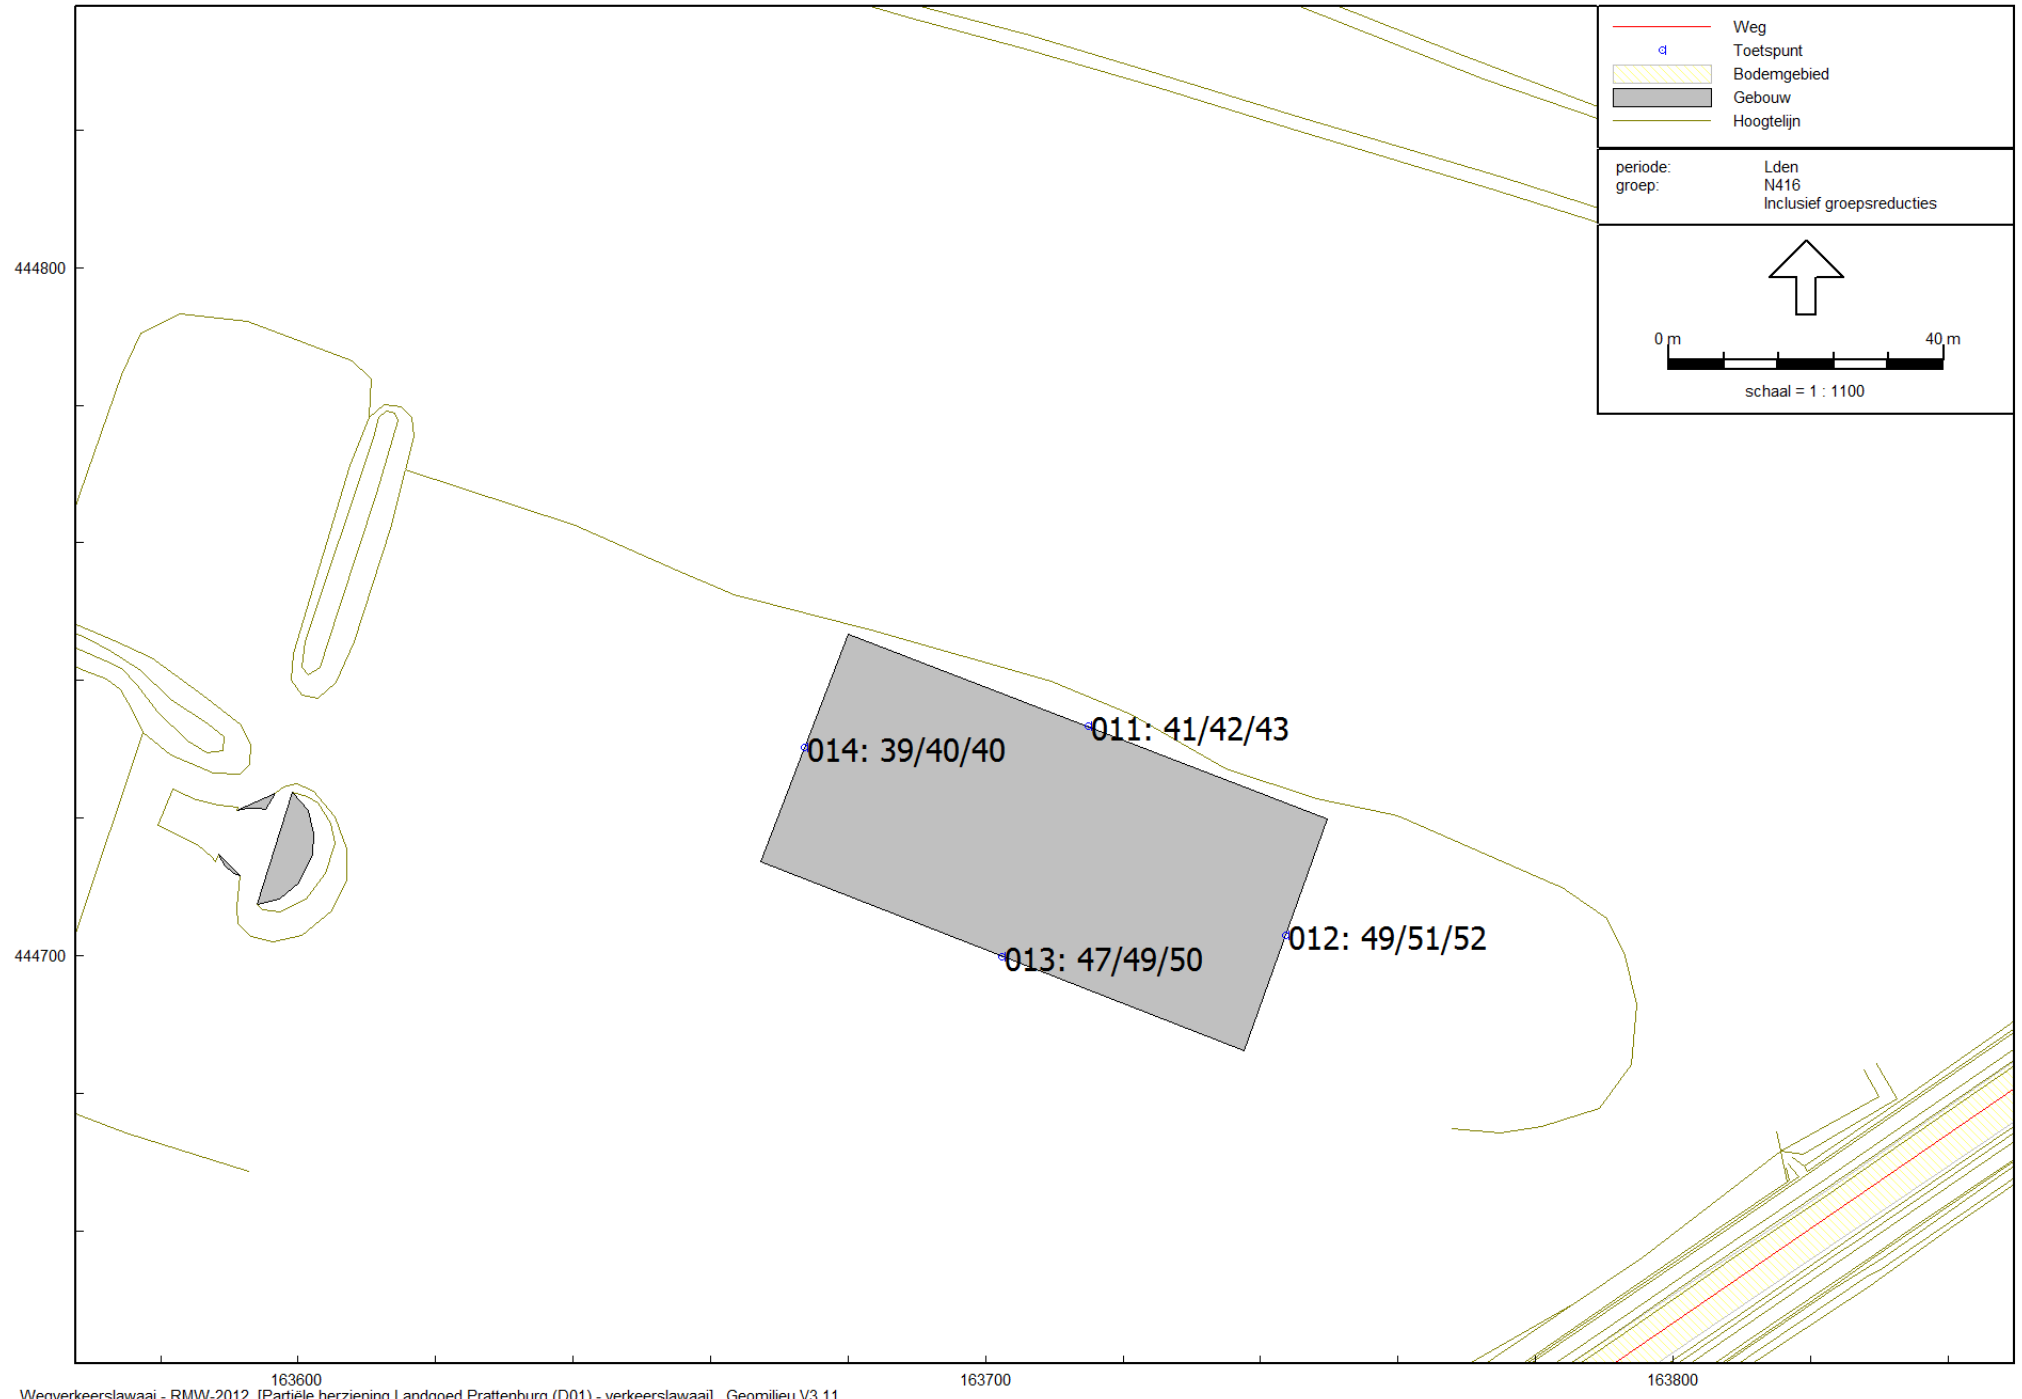 Weg
Toetspunt
Bodemgebied
Gebouw
Hoogtelijn
periode: Lden
groep: N416
Inclusief groepsreducties
0 m 40 m
schaal = 1 : 1100
444800
011: 41/42/43
014: 39/40/40
012: 49/51/52
444700
013: 47/49/50
163600 163700 163800
Wegverkeerslawaai - RMW-2012, [Partiële herziening Landgoed Prattenburg (D01) - verkeerslawaai] , Geomilieu V3.11